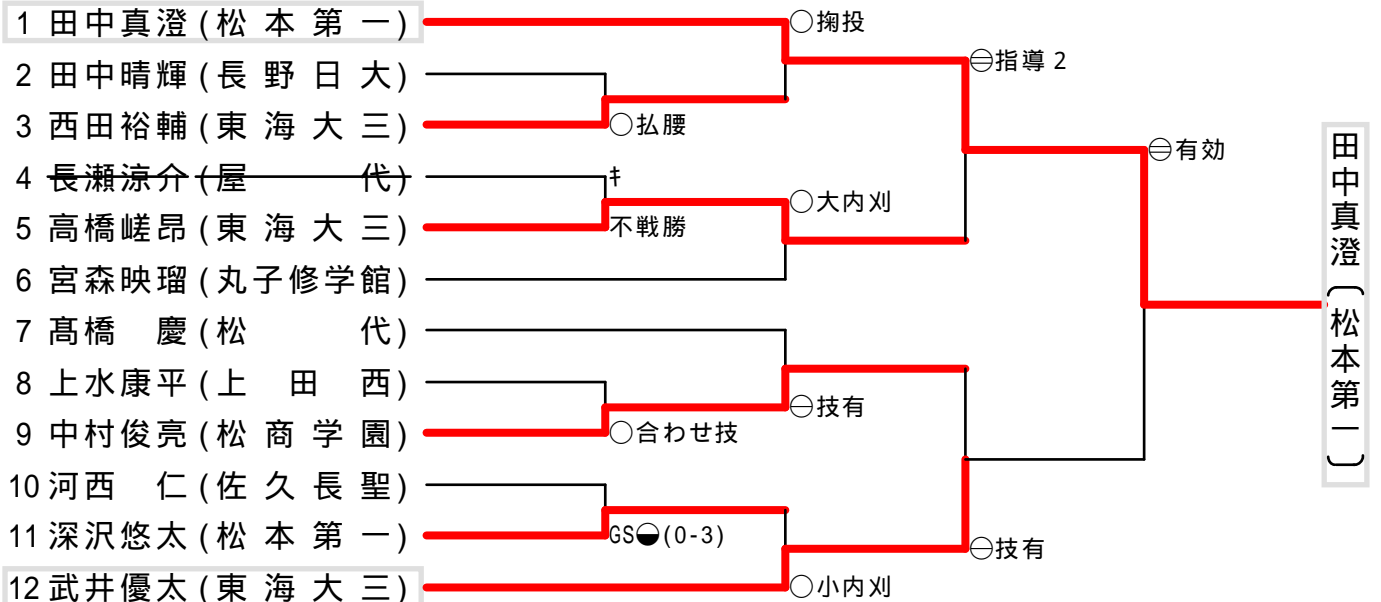 1 田中真澄(松本第一)
○掬投
⊖指導2
2 田中晴輝(長野日大)
3 西田裕輔(東海大三)
○払腰
⊖有効
4 長瀬涼介(屋代)
キ
○大内刈
5 高橋嵯昂(東海大三)
不戦勝
6 宮森映瑠(丸子修学館)
7 髙橋 慶(松代)
8 上水康平(上田西)
⊖技有
9 中村俊亮(松商学園)
○合わせ技
10 河西 仁(佐久長聖)
11 深沢悠太(松本第一)
GS◒(0-3)
⊖技有
12 武井優太(東海大三)
○小内刈
田中真澄(松本第一)